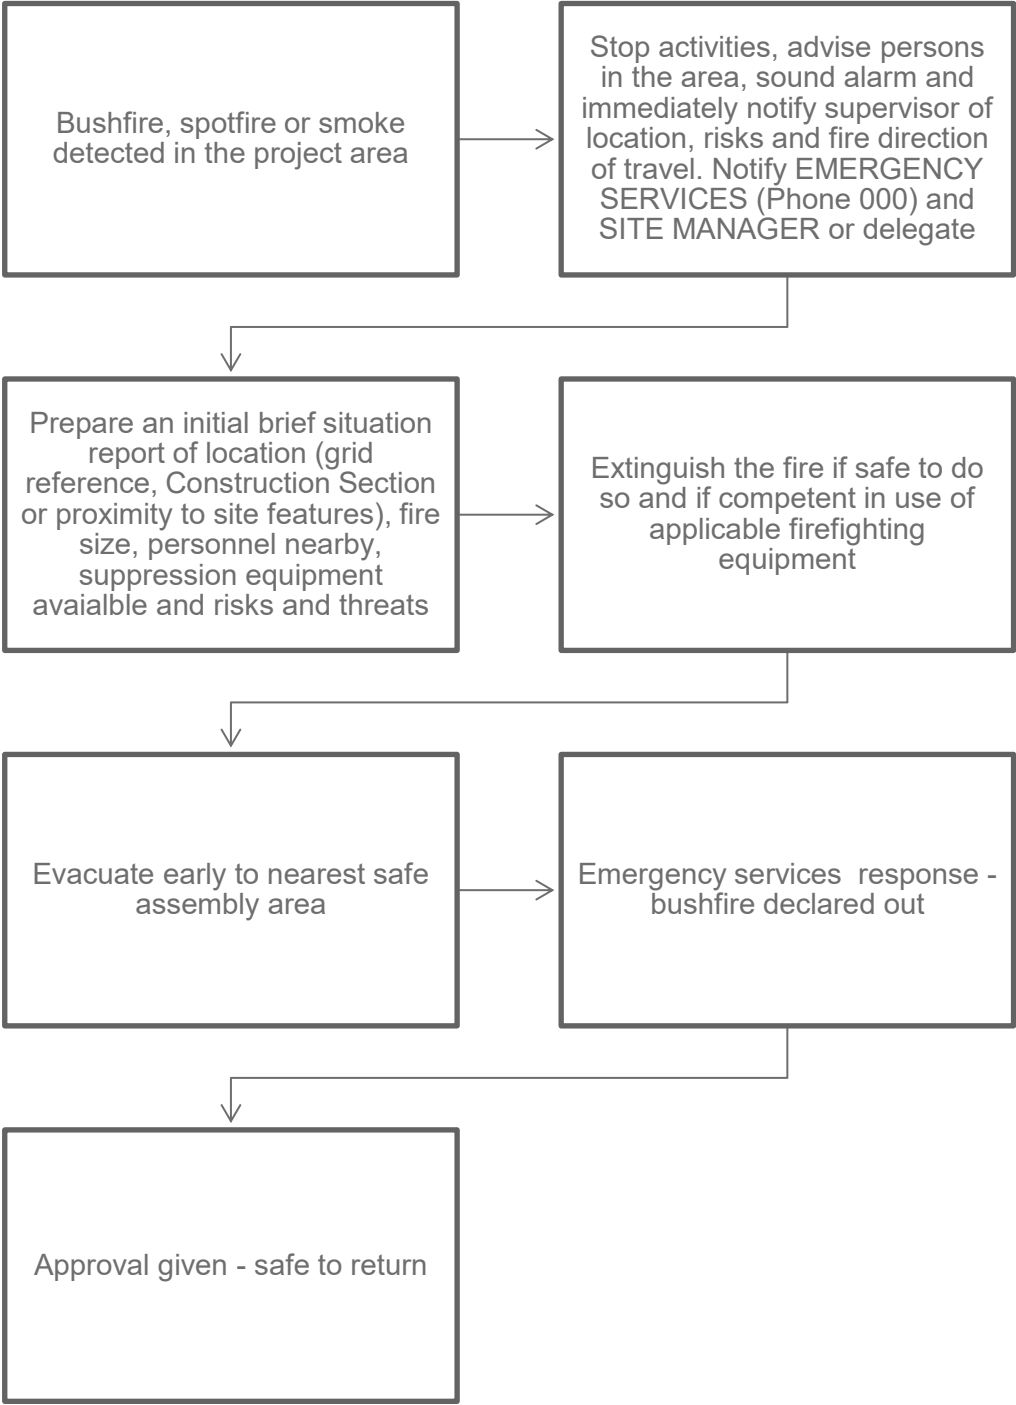 Bushfire, spotfire or smoke
detected in the project area
Stop activities, advise persons
in the area, sound alarm and
immediately notify supervisor of
location, risks and fire direction
of travel. Notify EMERGENCY
SERVICES (Phone 000) and
SITE MANAGER or delegate
Prepare an initial brief situation
report of location (grid
reference, Construction Section
or proximity to site features), fire
size, personnel nearby,
suppression equipment
avaialble and risks and threats
Extinguish the fire if safe to do
so and if competent in use of
applicable firefighting
equipment
Evacuate early to nearest safe
assembly area
Emergency services  response -
bushfire declared out
Approval given - safe to return